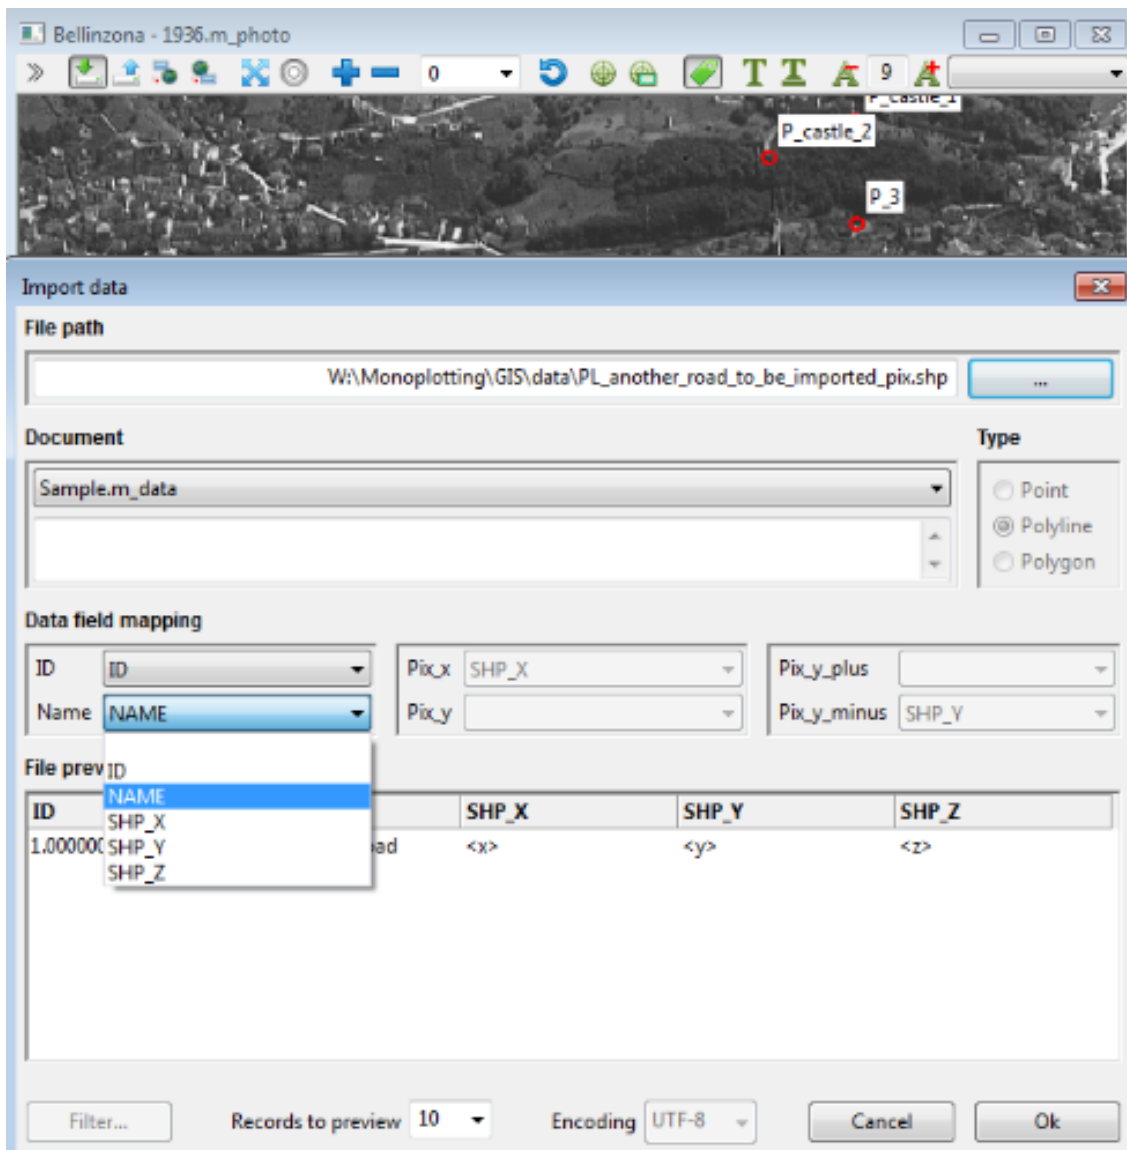 Bellinzona - 1936.m_photo
» 0 T T A 9 A
P_castle_1
P_castle_2
P_3
Import data
File path
W:\Monoplotting\GIS\data\PL_another_road_to_be_imported_pix.shp ...
Document
Type
Sample.m_data
Point
Polyline
Polygon
Data field mapping
ID ID Pix_x SHP_X Pix_y_plus
Name NAME Pix_y Pix_y_minus SHP_Y
File prev
ID
NAME
SHP_X
SHP_Y
SHP_Z
ID SHP_X SHP_Y SHP_Z
1.000000 ad <x> <y> <z>
Filter... Records to preview 10 Encoding UTF-8 Cancel Ok